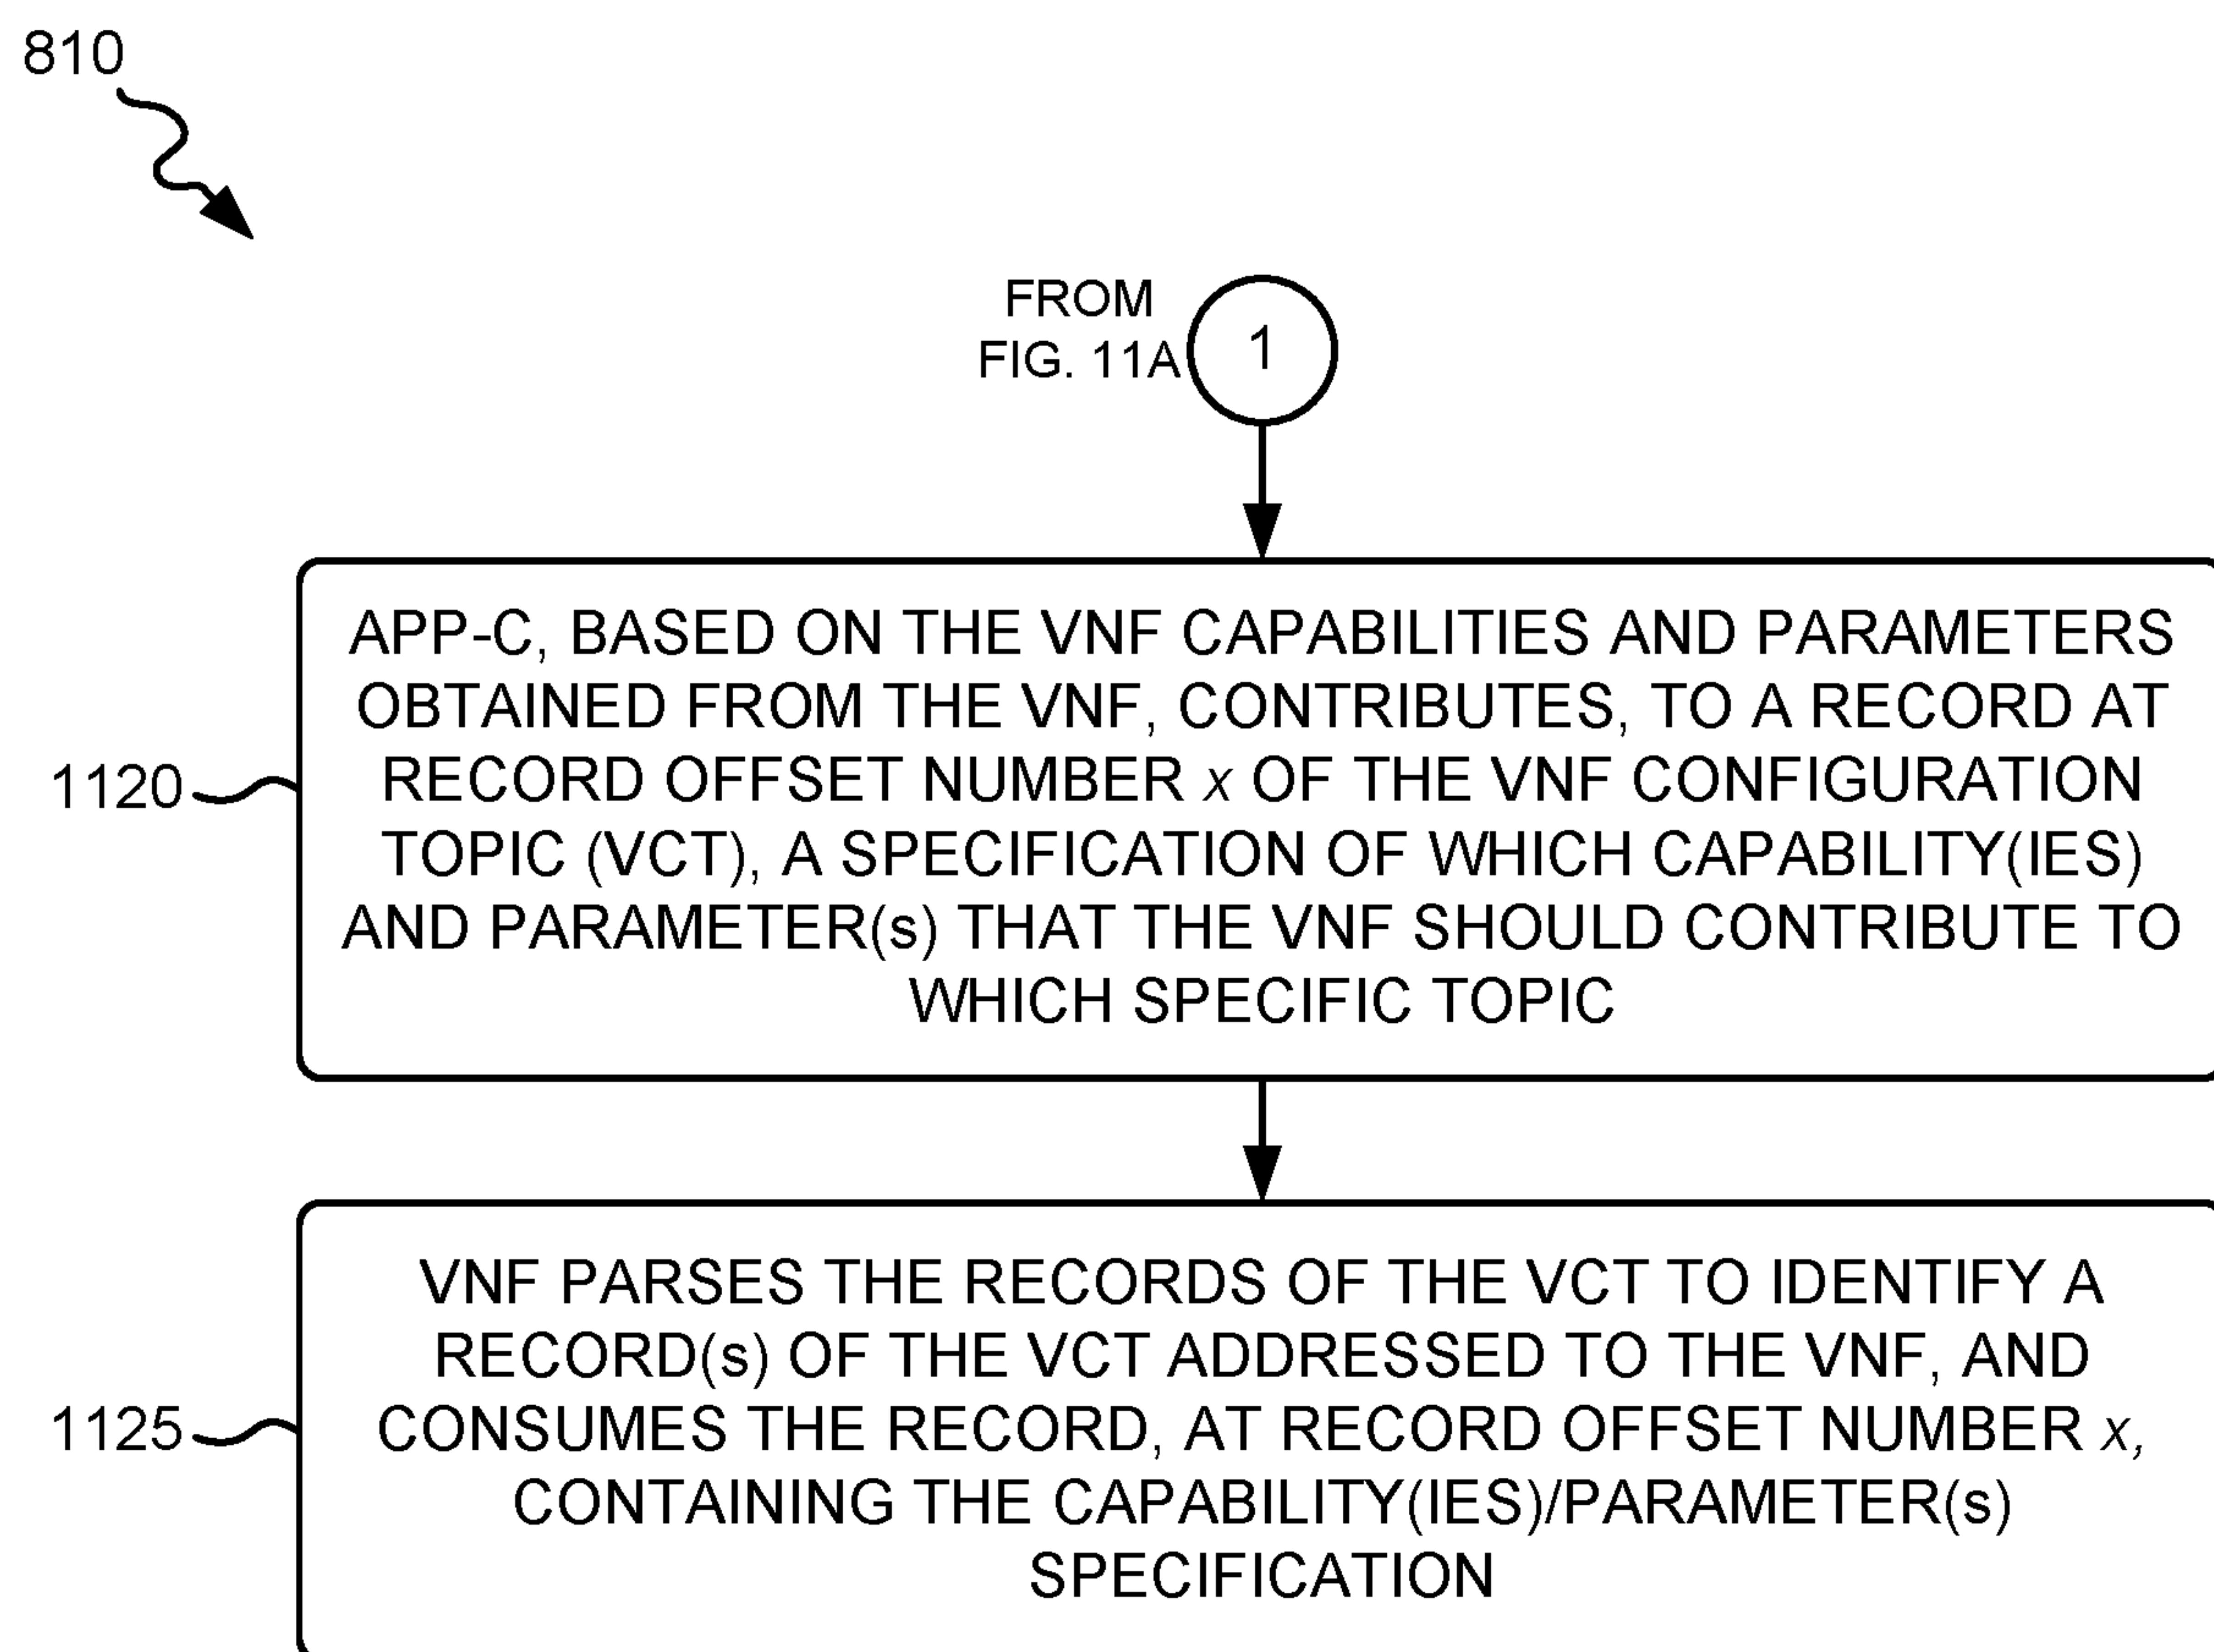 810
FROM
FIG. 11A
1
APP-C, BASED ON THE VNF CAPABILITIES AND PARAMETERS
OBTAINED FROM THE VNF, CONTRIBUTES, TO A RECORD AT
RECORD OFFSET NUMBER x OF THE VNF CONFIGURATION
TOPIC (VCT), A SPECIFICATION OF WHICH CAPABILITY(IES)
AND PARAMETER(s) THAT THE VNF SHOULD CONTRIBUTE TO
WHICH SPECIFIC TOPIC
1120
VNF PARSES THE RECORDS OF THE VCT TO IDENTIFY A
RECORD(s) OF THE VCT ADDRESSED TO THE VNF, AND
CONSUMES THE RECORD, AT RECORD OFFSET NUMBER x,
CONTAINING THE CAPABILITY(IES)/PARAMETER(s)
SPECIFICATION
1125